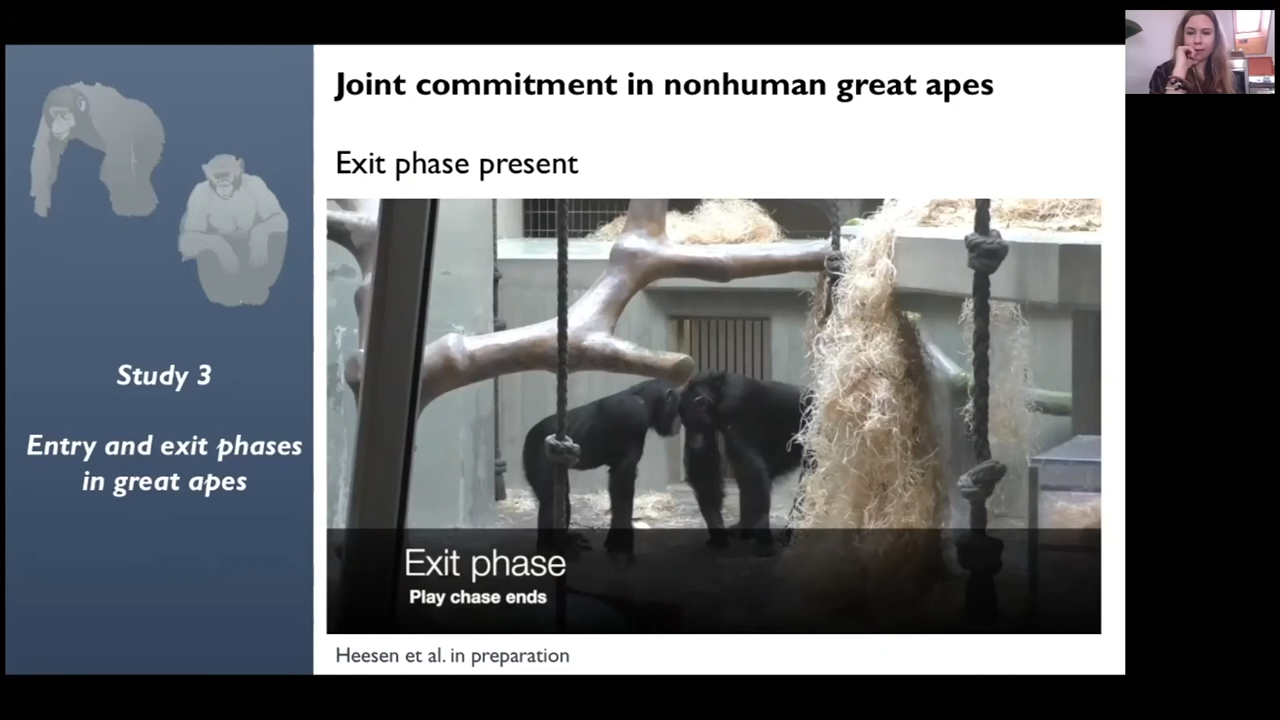 Joint commitment in nonhuman great apes
Exit phase present
Study 3
Entry and exit phases
in great apes
Exit phase
Play chase ends
Heesen et al. in preparation